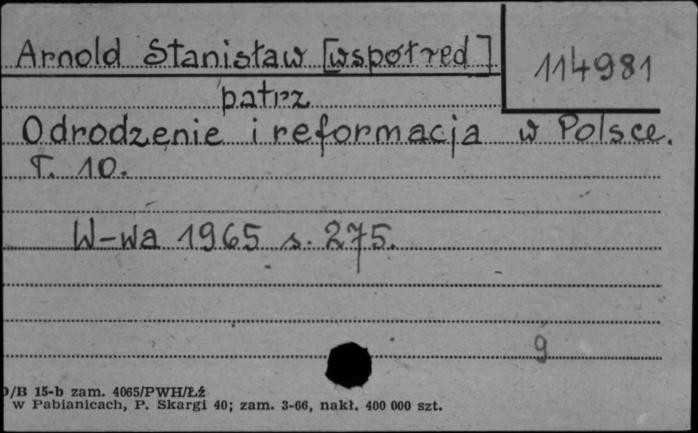 Arnold Stanisław [współred]
114981
patrz
Odrodzenie i reformacja w Polsce.
T. 10.
W-wa 1965 s. 275.
9
/B 15-b zam. 4065/PWH/Łź
w Pabianicach, P. Skargi 40; zam. 3-66, nakł. 400 000 szt.